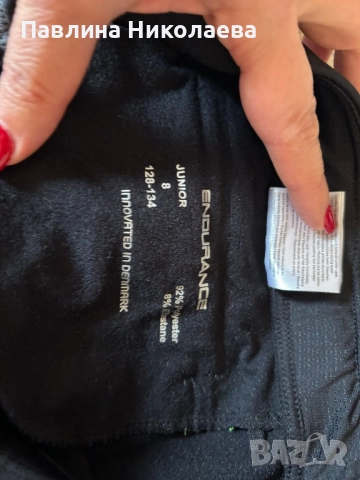 Павлина Николаева
ENDURANCE
JUNIOR
8
128-134
INNOVATED IN DENMARK
92% Polyester
8% Elastane
BAZAR